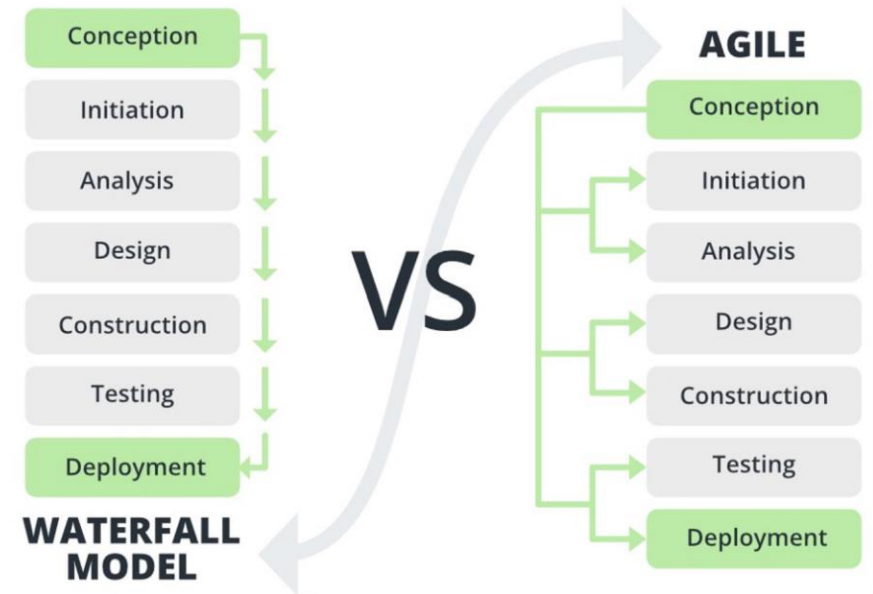 Conception
Initiation
Analysis
Design
Construction
Testing
Deployment
WATERFALL
MODEL
VS
AGILE
Conception
Initiation
Analysis
Design
Construction
Testing
Deployment